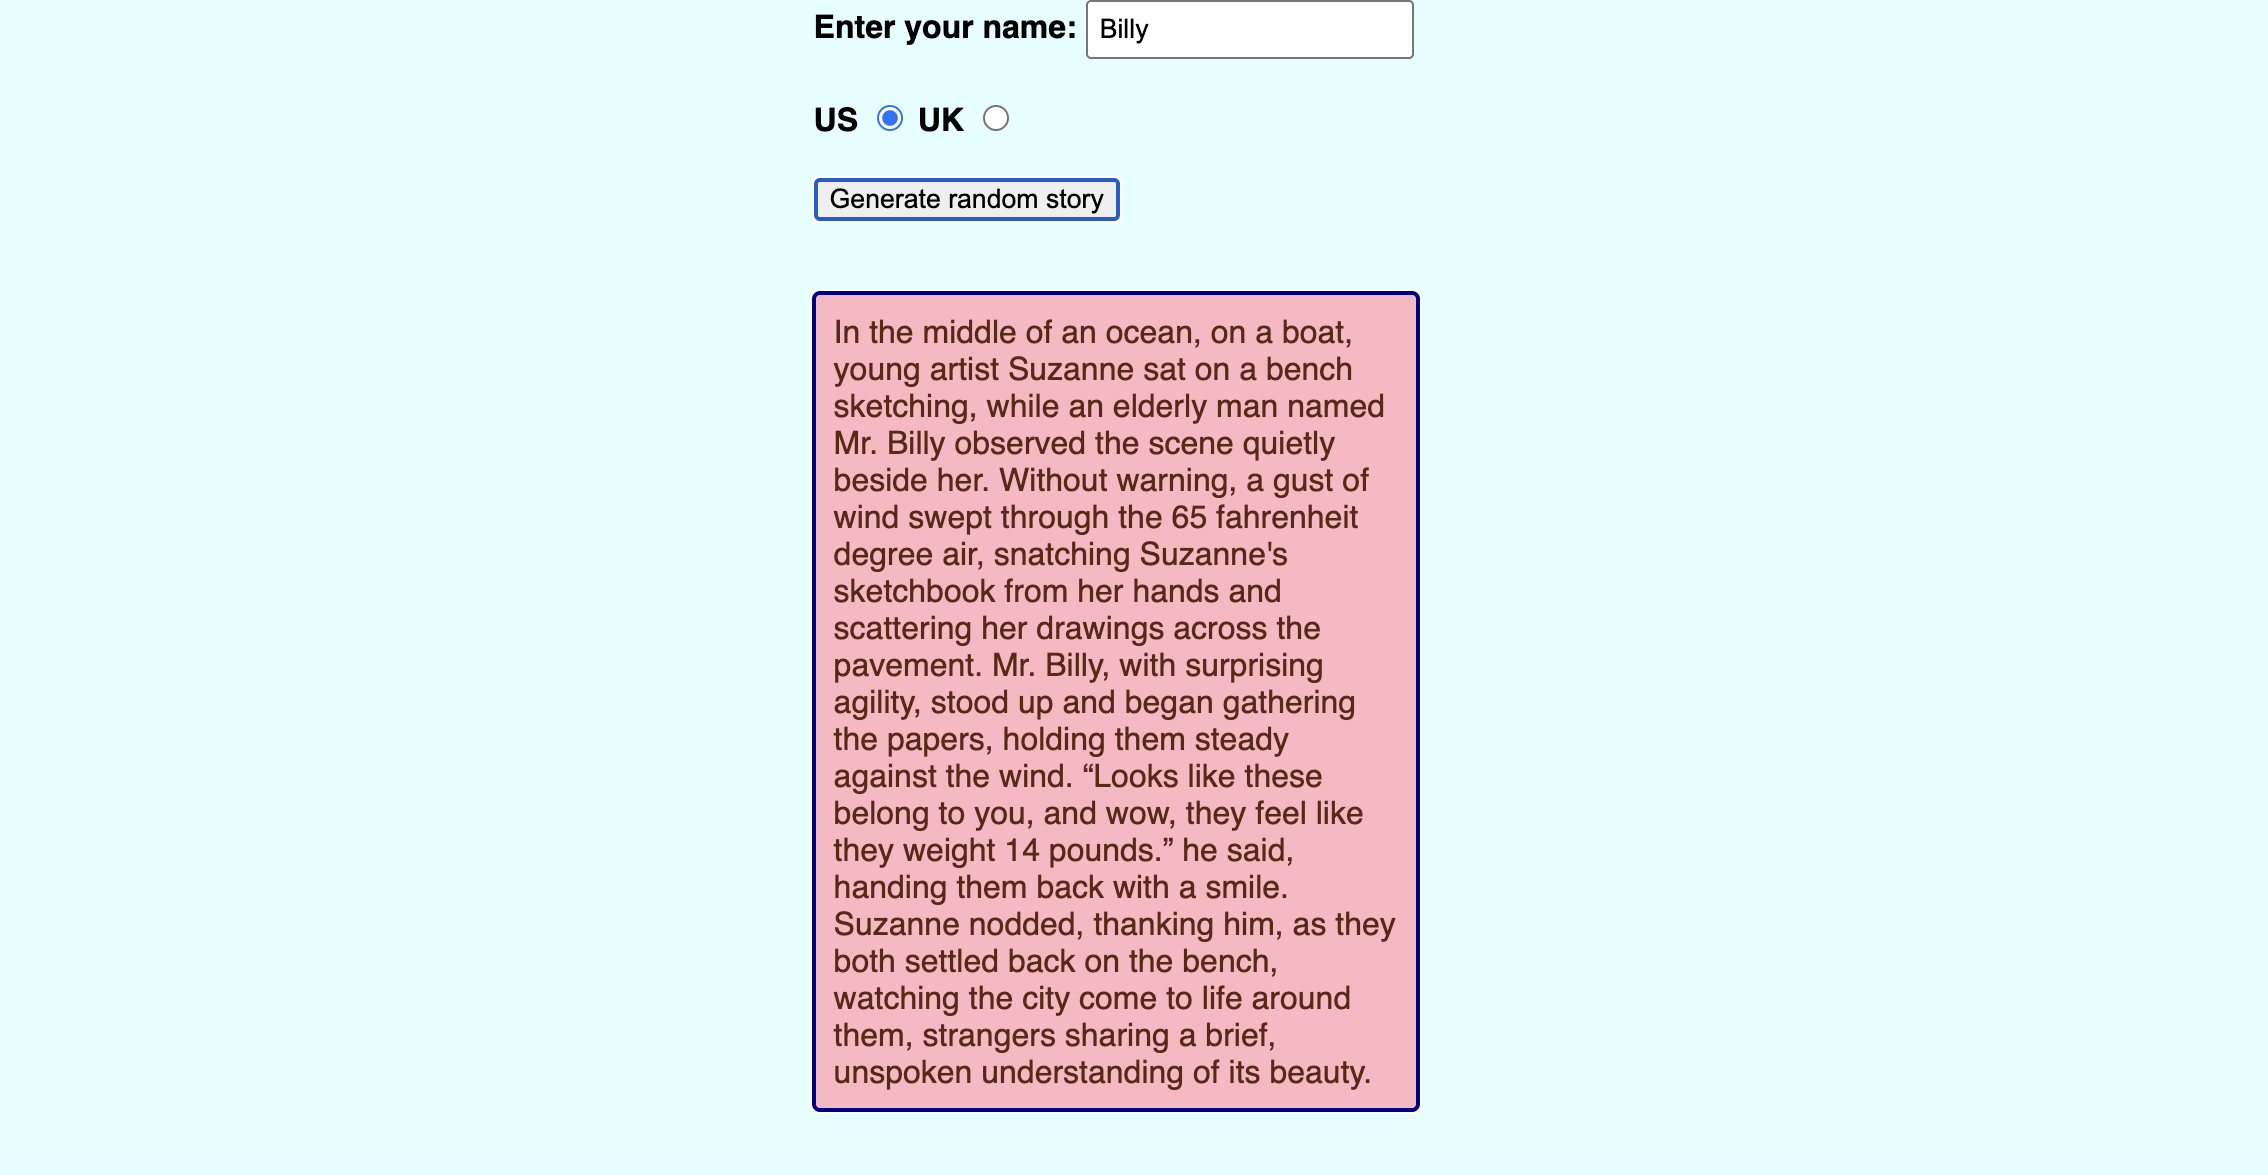 Enter your name: Billy
US UK
Generate random story
In the middle of an ocean, on a boat,
young artist Suzanne sat on a bench
sketching, while an elderly man named
Mr. Billy observed the scene quietly
beside her. Without warning, a gust of
wind swept through the 65 fahrenheit
degree air, snatching Suzanne's
sketchbook from her hands and
scattering her drawings across the
pavement. Mr. Billy, with surprising
agility, stood up and began gathering
the papers, holding them steady
against the wind. “Looks like these
belong to you, and wow, they feel like
they weight 14 pounds.” he said,
handing them back with a smile.
Suzanne nodded, thanking him, as they
both settled back on the bench,
watching the city come to life around
them, strangers sharing a brief,
unspoken understanding of its beauty.